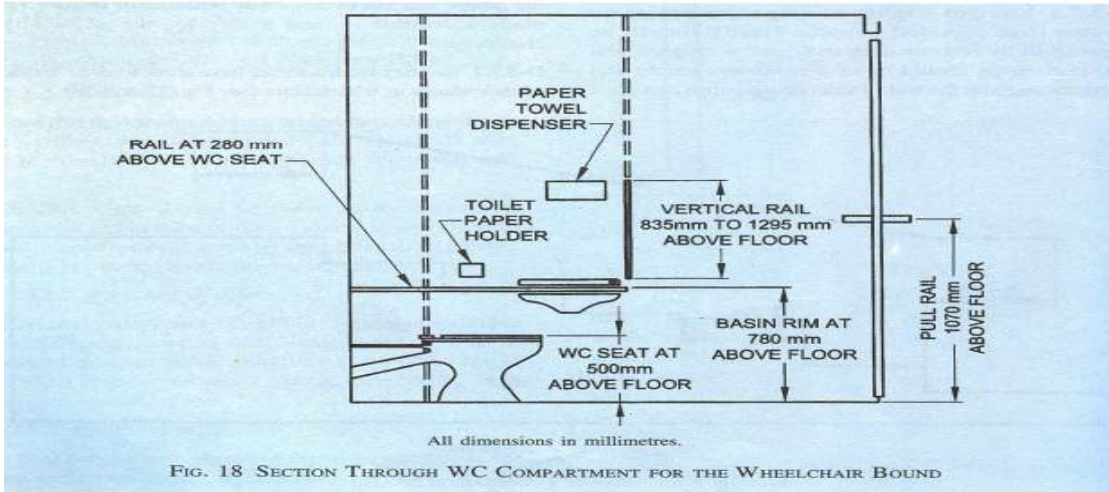 PAPER
TOWEL
DISPENSER
RAIL AT 280 mm
ABOVE WC SEAT
TOILET
PAPER
HOLDER
VERTICAL RAIL
835mm TO 1295 mm
ABOVE FLOOR
PULL RAIL
1070 mm
ABOVE FLOOR
BASIN RIM AT
780 mm
ABOVE FLOOR
WC SEAT AT
500mm
ABOVE FLOOR
All dimensions in millimetres.
FIG. 18 SECTION THROUGH WC COMPARTMENT FOR THE WHEELCHAIR BOUND